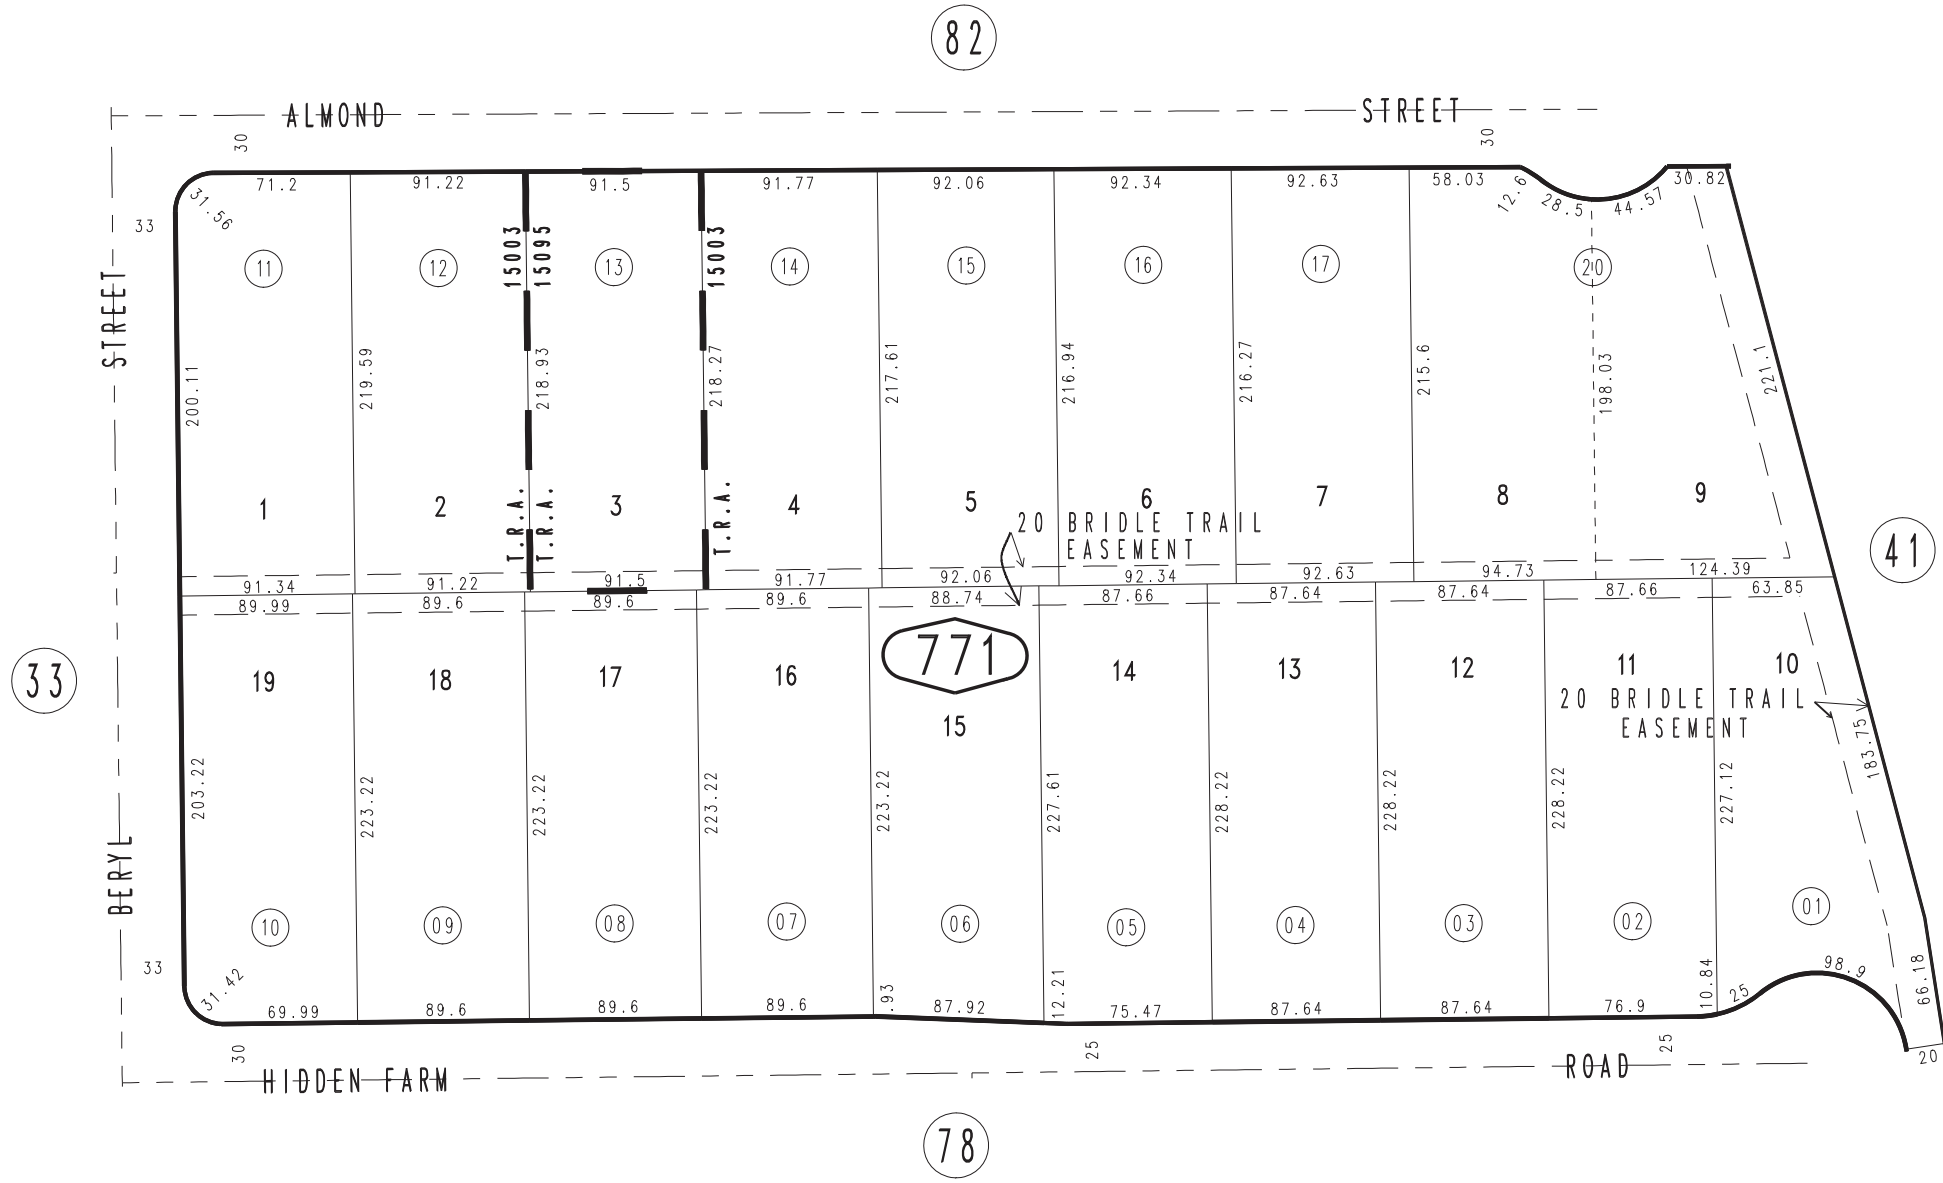 82
ALMOND STREET
30 30
71.2 91.22 91.5 91.77 92.06 92.34 92.63 58.03 12.6 28.5 44.57 30.82
31.56
33
11 12 13 14 15 16 17 20
15003 15095 15003
STREET
200.11 219.59 218.93 218.27 217.61 216.94 216.27 215.6 198.03 221.1
1 2 3 4 5 6 7 8 9
T.R.A. T.R.A. T.R.A.
20 BRIDLE TRAIL
EASEMENT
41
91.34 91.22 91.5 91.77 92.06 92.34 92.63 94.73 124.39
89.99 89.6 89.6 89.6 88.74 87.66 87.64 87.64 87.66 63.85
771
33
19 18 17 16 15 14 13 12 11 10
20 BRIDLE TRAIL
EASEMENT
203.22 223.22 223.22 223.22 223.22 227.61 228.22 228.22 228.22 227.12 183.75
BERYL
10 09 08 07 06 05 04 03 02 01
33
31.42
69.99 89.6 89.6 89.6 .93 87.92 12.21 75.47 87.64 87.64 76.9 10.84 25 98.9 66.18
20
30 25 25
HIDDEN FARM ROAD
78